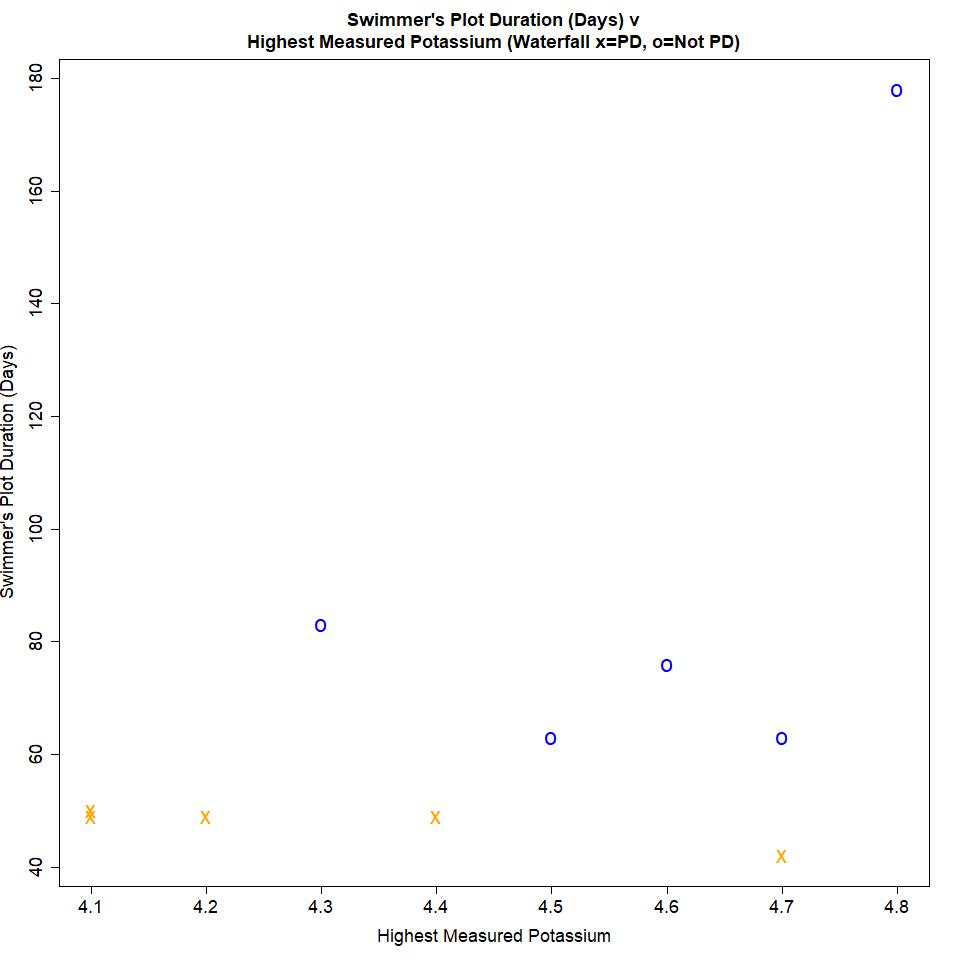 Swimmer's Plot Duration (Days) v
Highest Measured Potassium (Waterfall x=PD, o=Not PD)
Swimmer's Plot Duration (Days)
180
160
140
120
100
80
60
40
o
o
o
o
o
x
x
x
x
x
4.1 4.2 4.3 4.4 4.5 4.6 4.7 4.8
Highest Measured Potassium